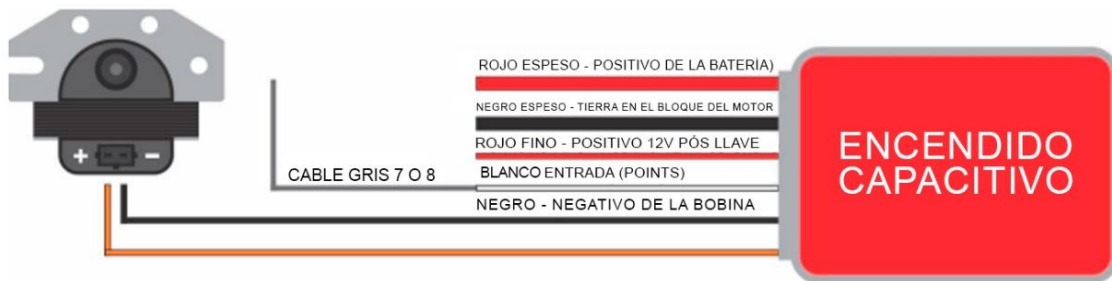 ROJO ESPESO - POSITIVO DE LA BATERÍA)
NEGRO ESPESO - TIERRA EN EL BLOQUE DEL MOTOR
ROJO FINO - POSITIVO 12V PÓS LLAVE
CABLE GRIS 7 O 8
BLANCO ENTRADA (POINTS)
NEGRO - NEGATIVO DE LA BOBINA
+ -
ENCENDIDO
CAPACITIVO